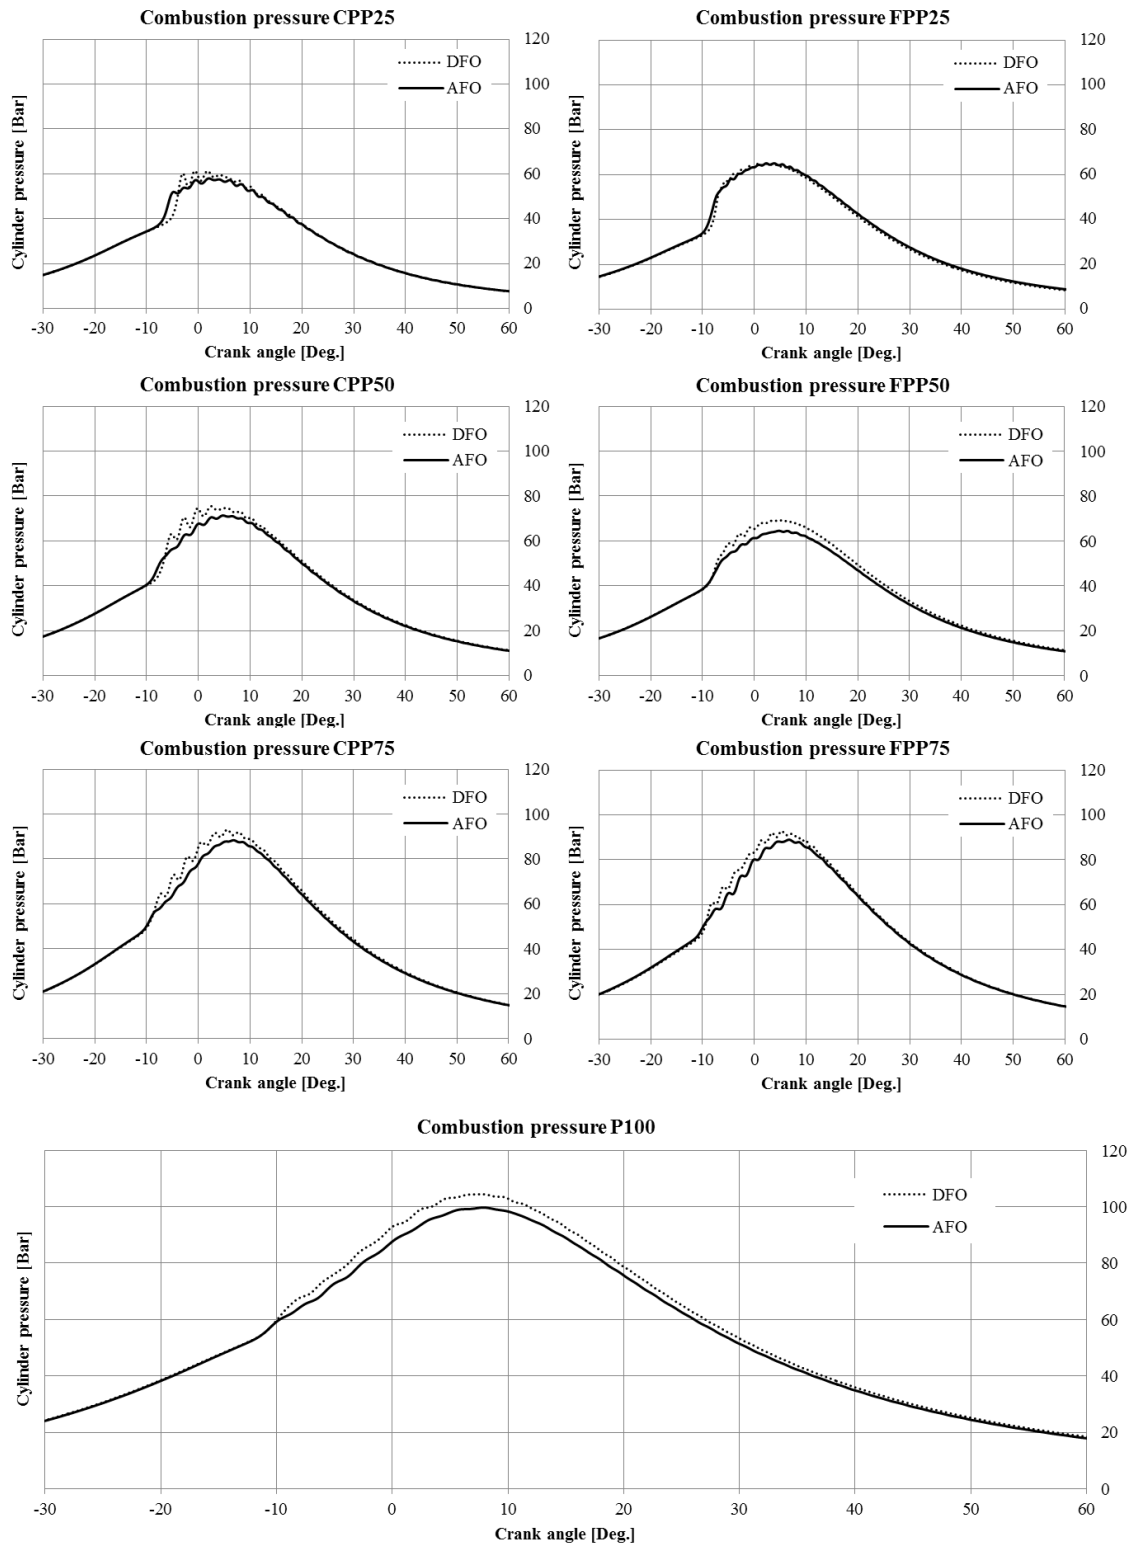 Combustion pressure CPP25
DFO
AFO
Cylinder pressure [Bar]
120
100
80
60
40
20
0
-30 -20 -10 0 10 20 30 40 50 60
Crank angle [Deg.]
Combustion pressure FPP25
DFO
AFO
Cylinder pressure [Bar]
120
100
80
60
40
20
0
-30 -20 -10 0 10 20 30 40 50 60
Crank angle [Deg.]
Combustion pressure CPP50
DFO
AFO
Cylinder pressure [Bar]
120
100
80
60
40
20
0
-30 -20 -10 0 10 20 30 40 50 60
Crank angle [Deg.]
Combustion pressure FPP50
DFO
AFO
Cylinder pressure [Bar]
120
100
80
60
40
20
0
-30 -20 -10 0 10 20 30 40 50 60
Crank angle [Deg.]
Combustion pressure CPP75
DFO
AFO
Cylinder pressure [Bar]
120
100
80
60
40
20
0
-30 -20 -10 0 10 20 30 40 50 60
Crank angle [Deg.]
Combustion pressure FPP75
DFO
AFO
Cylinder pressure [Bar]
120
100
80
60
40
20
0
-30 -20 -10 0 10 20 30 40 50 60
Crank angle [Deg.]
Combustion pressure P100
DFO
AFO
Cylinder pressure [Bar]
120
100
80
60
40
20
0
-30 -20 -10 0 10 20 30 40 50 60
Crank angle [Deg.]